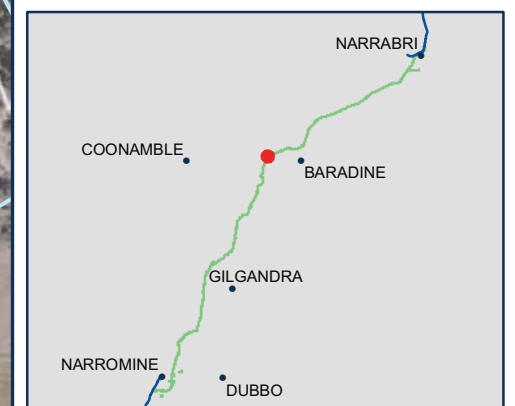 NARRABRI
COONAMBLE
BARADINE
GILGANDRA
NARROMINE
DUBBO